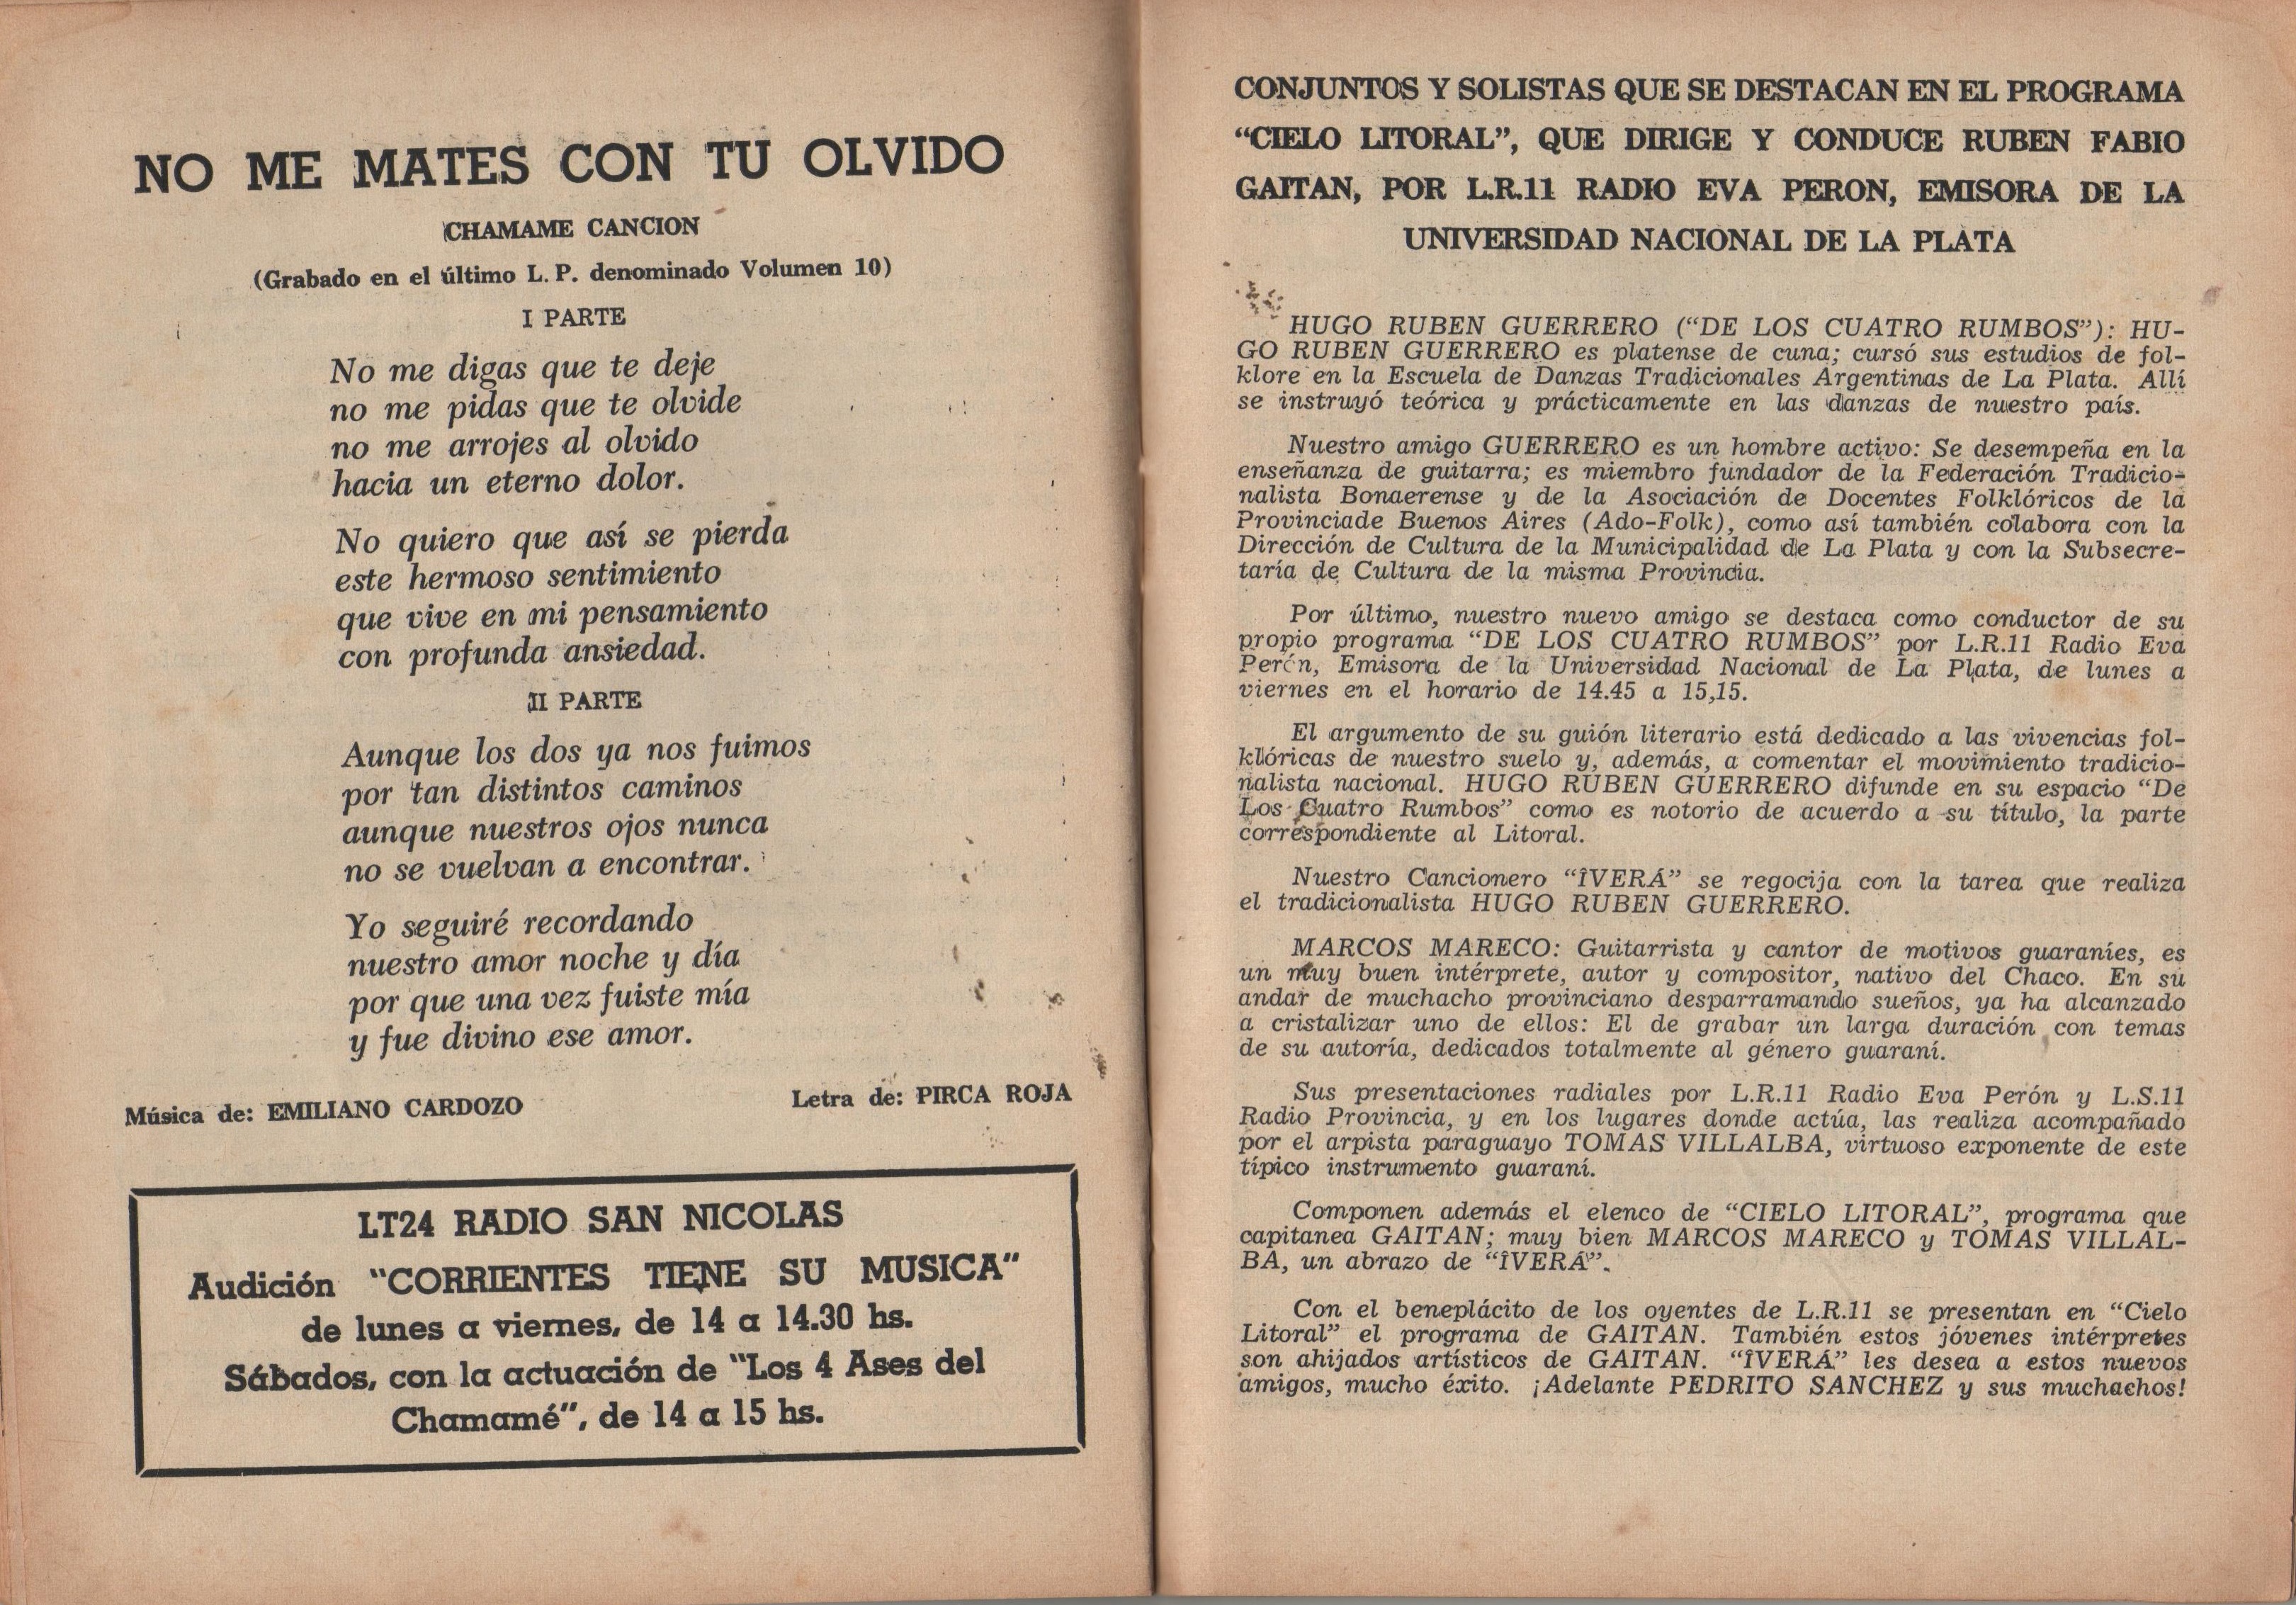 NO ME MATES CON TU OLVIDO
CHAMAME CANCION
(Grabado en el último L. P. denominado Volumen 10)
I PARTE
No me digas que te deje
no me pidas que te olvide
no me arrojes al olvido
hacia un eterno dolor.
No quiero que así se pierda
este hermoso sentimiento
que vive en mi pensamiento
con profunda ansiedad.
II PARTE
Aunque los dos ya nos fuimos
por tan distintos caminos
aunque nuestros ojos nunca
no se vuelvan a encontrar.
Yo seguiré recordando
nuestro amor noche y día
por que una vez fuiste mía
y fue divino ese amor.
Música de: EMILIANO CARDOZO
Letra de: PIRCA ROJA
LT24 RADIO SAN NICOLAS
Audición "CORRIENTES TIENE SU MUSICA"
de lunes a viernes, de 14 a 14.30 hs.
Sábados, con la actuación de "Los 4 Ases del
Chamamé", de 14 a 15 hs.
CONJUNTOS Y SOLISTAS QUE SE DESTACAN EN EL PROGRAMA
“CIELO LITORAL”, QUE DIRIGE Y CONDUCE RUBEN FABIO
GAITAN, POR L.R.11 RADIO EVA PERON, EMISORA DE LA
UNIVERSIDAD NACIONAL DE LA PLATA
HUGO RUBEN GUERRERO (“DE LOS CUATRO RUMBOS”): HU-
GO RUBEN GUERRERO es platense de cuna; cursó sus estudios de fol-
klore en la Escuela de Danzas Tradicionales Argentinas de La Plata. Allí
se instruyó teórica y prácticamente en las danzas de nuestro país.
Nuestro amigo GUERRERO es un hombre activo: Se desempeña en la
enseñanza de guitarra; es miembro fundador de la Federación Tradicio-
nalista Bonaerense y de la Asociación de Docentes Folklóricos de la
Provinciade Buenos Aires (Ado-Folk), como así también colabora con la
Dirección de Cultura de la Municipalidad de La Plata y con la Subsecre-
taría de Cultura de la misma Provincia.
Por último, nuestro nuevo amigo se destaca como conductor de su
propio programa “DE LOS CUATRO RUMBOS” por L.R.11 Radio Eva
Perón, Emisora de la Universidad Nacional de La Plata, de lunes a
viernes en el horario de 14.45 a 15,15.
El argumento de su guión literario está dedicado a las vivencias fol-
klóricas de nuestro suelo y, además, a comentar el movimiento tradicio-
nalista nacional. HUGO RUBEN GUERRERO difunde en su espacio “De
Los Cuatro Rumbos” como es notorio de acuerdo a su título, la parte
correspondiente al Litoral.
Nuestro Cancionero “ÎVERÁ” se regocija con la tarea que realiza
el tradicionalista HUGO RUBEN GUERRERO.
MARCOS MARECO: Guitarrista y cantor de motivos guaraníes, es
un muy buen intérprete, autor y compositor, nativo del Chaco. En su
andar de muchacho provinciano desparramando sueños, ya ha alcanzado
a cristalizar uno de ellos: El de grabar un larga duración con temas
de su autoría, dedicados totalmente al género guaraní.
Sus presentaciones radiales por L.R.11 Radio Eva Perón y L.S.11
Radio Provincia, y en los lugares donde actúa, las realiza acompañado
por el arpista paraguayo TOMAS VILLALBA, virtuoso exponente de este
típico instrumento guaraní.
Componen además el elenco de “CIELO LITORAL”, programa que
capitanea GAITAN; muy bien MARCOS MARECO y TOMAS VILLAL-
BA, un abrazo de “ÎVERÁ”.
Con el beneplácito de los oyentes de L.R.11 se presentan en “Cielo
Litoral” el programa de GAITAN. También estos jóvenes intérpretes
son ahijados artísticos de GAITAN. “ÎVERÁ” les desea a estos nuevos
amigos, mucho éxito. ¡Adelante PEDRITO SANCHEZ y sus muchachos!